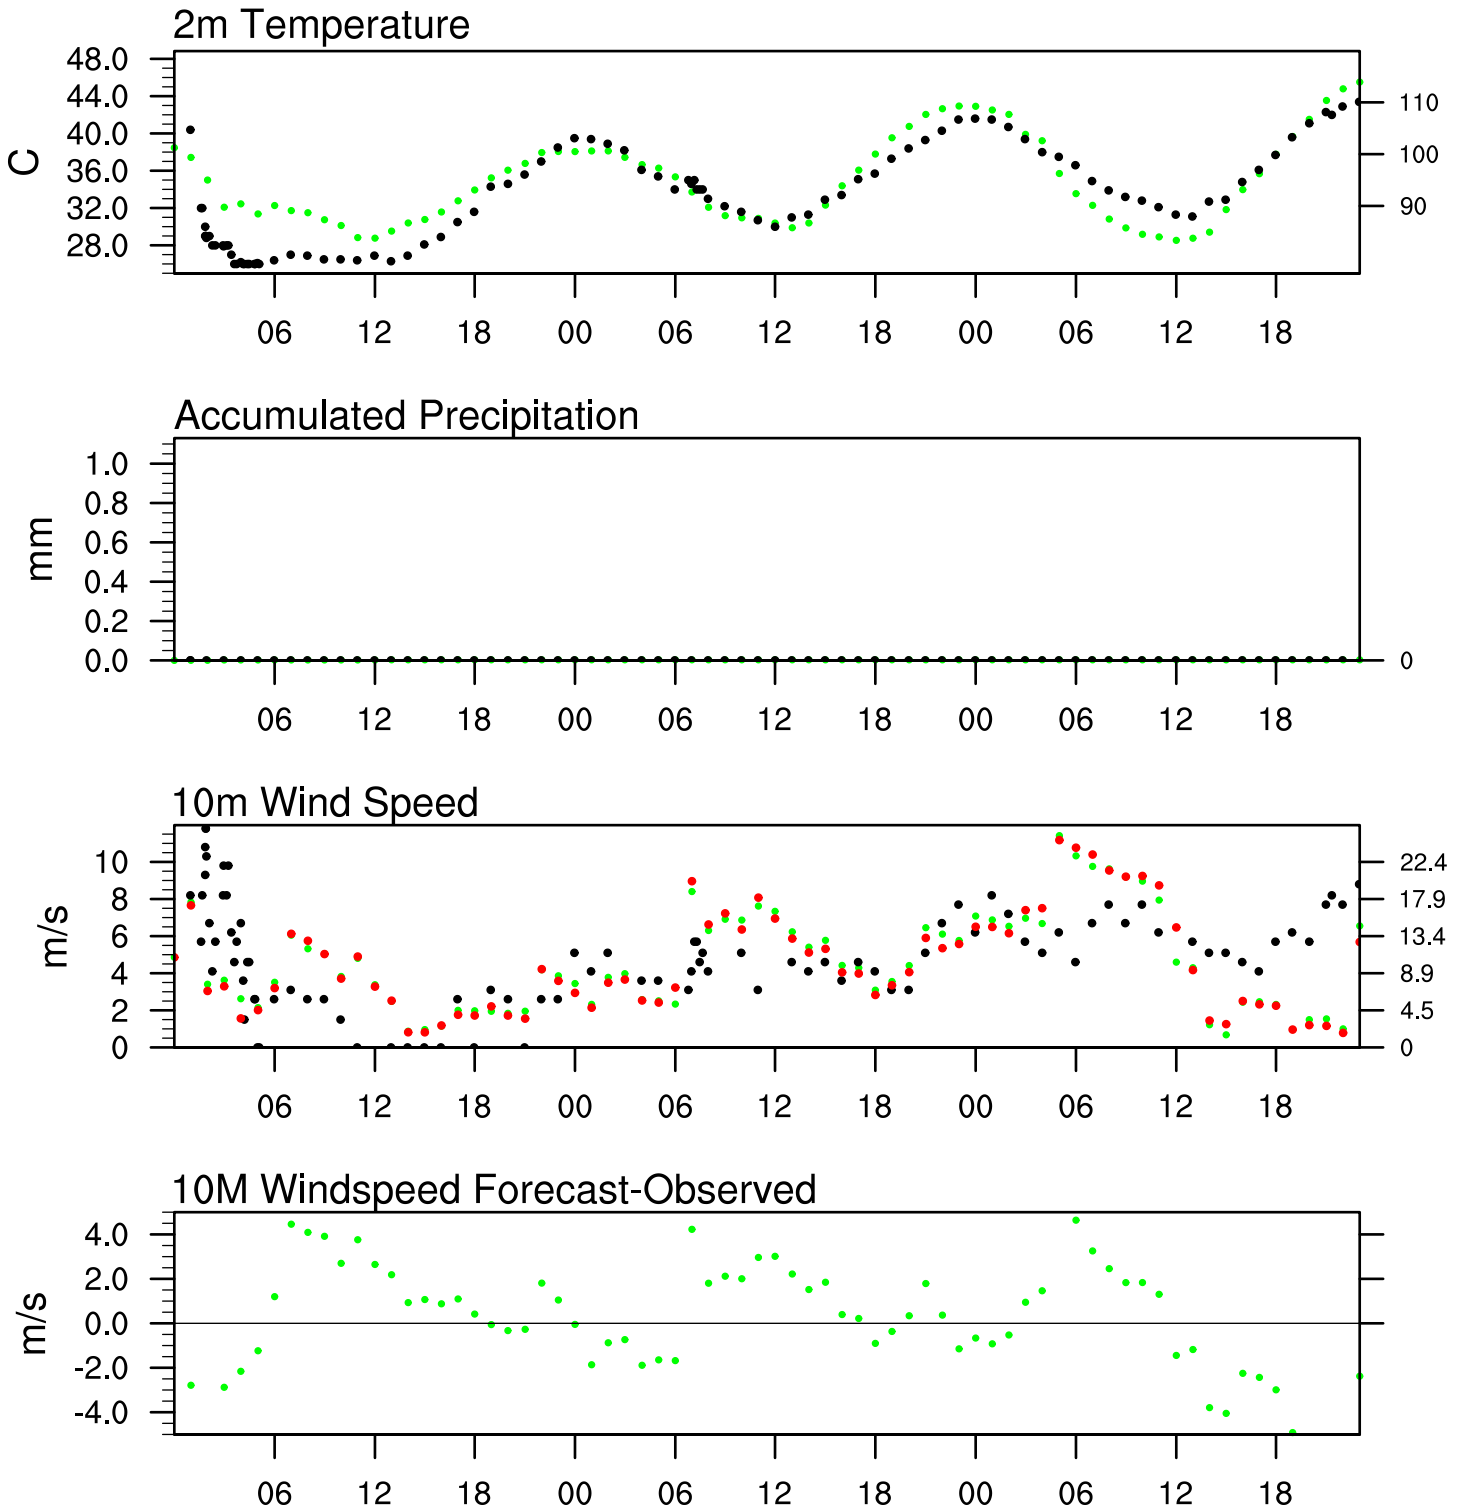 2m Temperature
48.0
44.0
40.0
36.0
32.0
28.0
C
110
100
90
06 12 18 00 06 12 18 00 06 12 18
Accumulated Precipitation
1.0
0.8
0.6
0.4
0.2
0.0
mm
0
06 12 18 00 06 12 18 00 06 12 18
10m Wind Speed
10
8
6
4
2
0
m/s
22.4
17.9
13.4
8.9
4.5
0
06 12 18 00 06 12 18 00 06 12 18
10M Windspeed Forecast-Observed
4.0
2.0
0.0
-2.0
-4.0
m/s
06 12 18 00 06 12 18 00 06 12 18